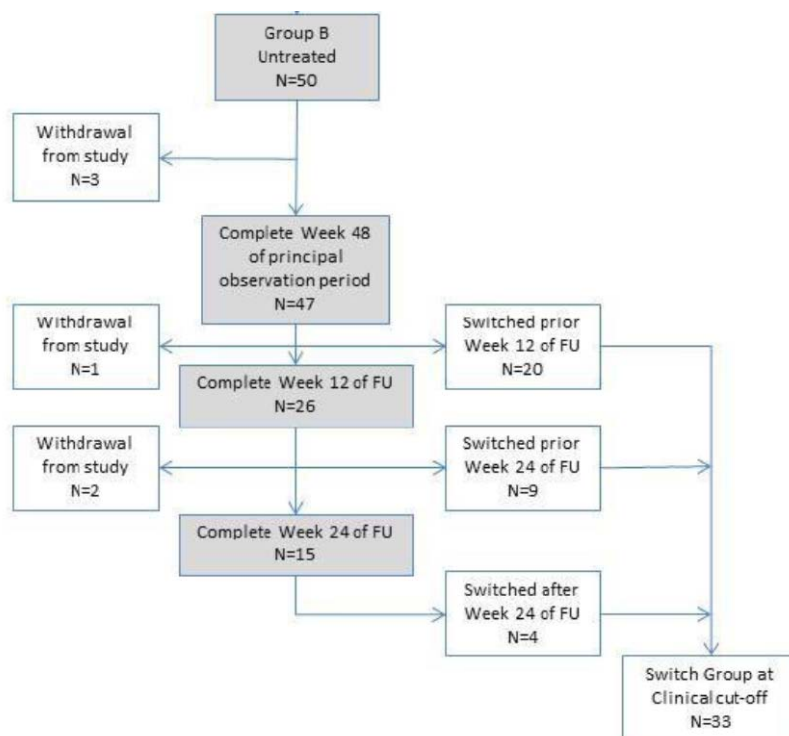 Group B
Untreated
N=50
Withdrawal
from study
N=3
Complete Week 48
of principal
observation period
N=47
Withdrawal
from study
N=1
Switched prior
Week 12 of FU
N=20
Complete Week 12 of FU
N=26
Withdrawal
from study
N=2
Switched prior
Week 24 of FU
N=9
Complete Week 24 of FU
N=15
Switched after
Week 24 of FU
N=4
Switch Group at
Clinical cut-off
N=33